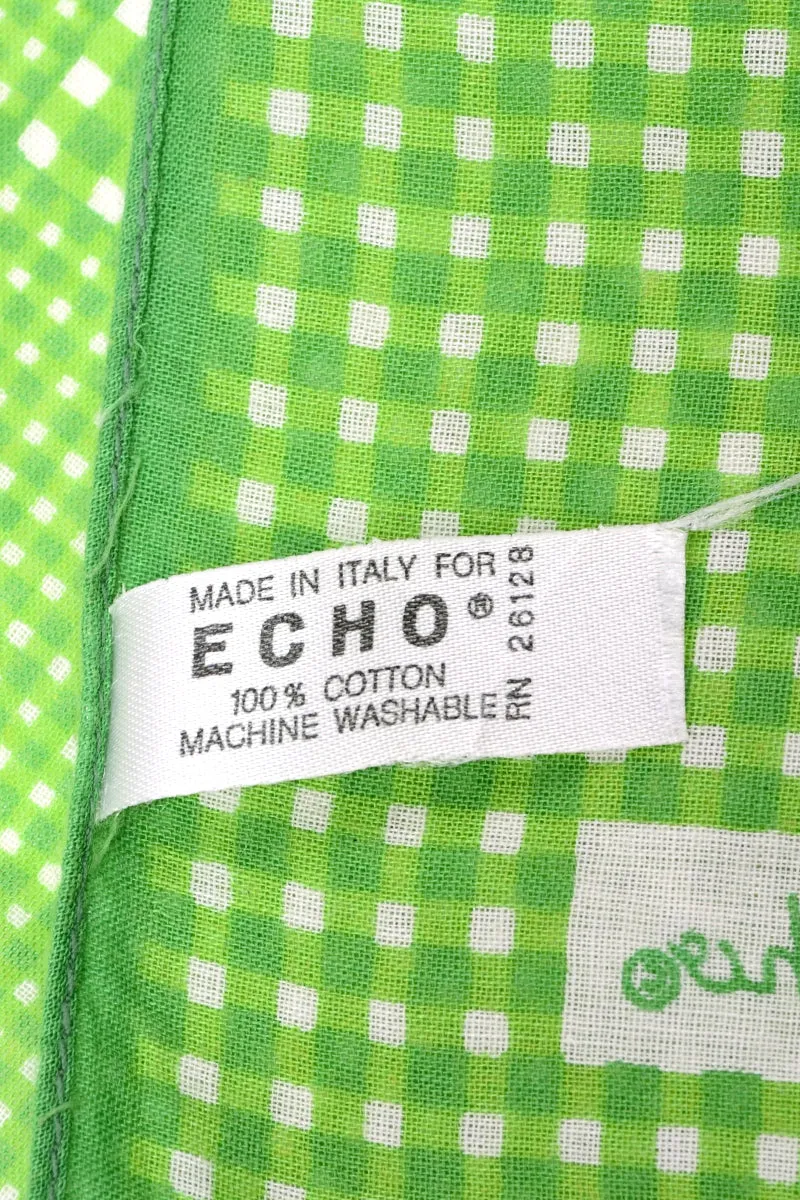 MADE IN ITALY FOR
ECHO®
100% COTTON
MACHINE WASHABLE
RN 26128